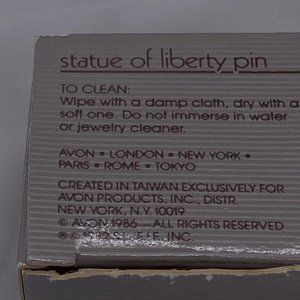 statue of liberty pin
TO CLEAN:
Wipe with a damp cloth, dry with a
soft one. Do not immerse in water
or jewelry cleaner.
AVON • LONDON • NEW YORK •
PARIS • ROME • TOKYO
CREATED IN TAIWAN EXCLUSIVELY FOR
AVON PRODUCTS, INC., DISTR.
NEW YORK, N.Y. 10019
© AVON 1986—ALL RIGHTS RESERVED
INC.